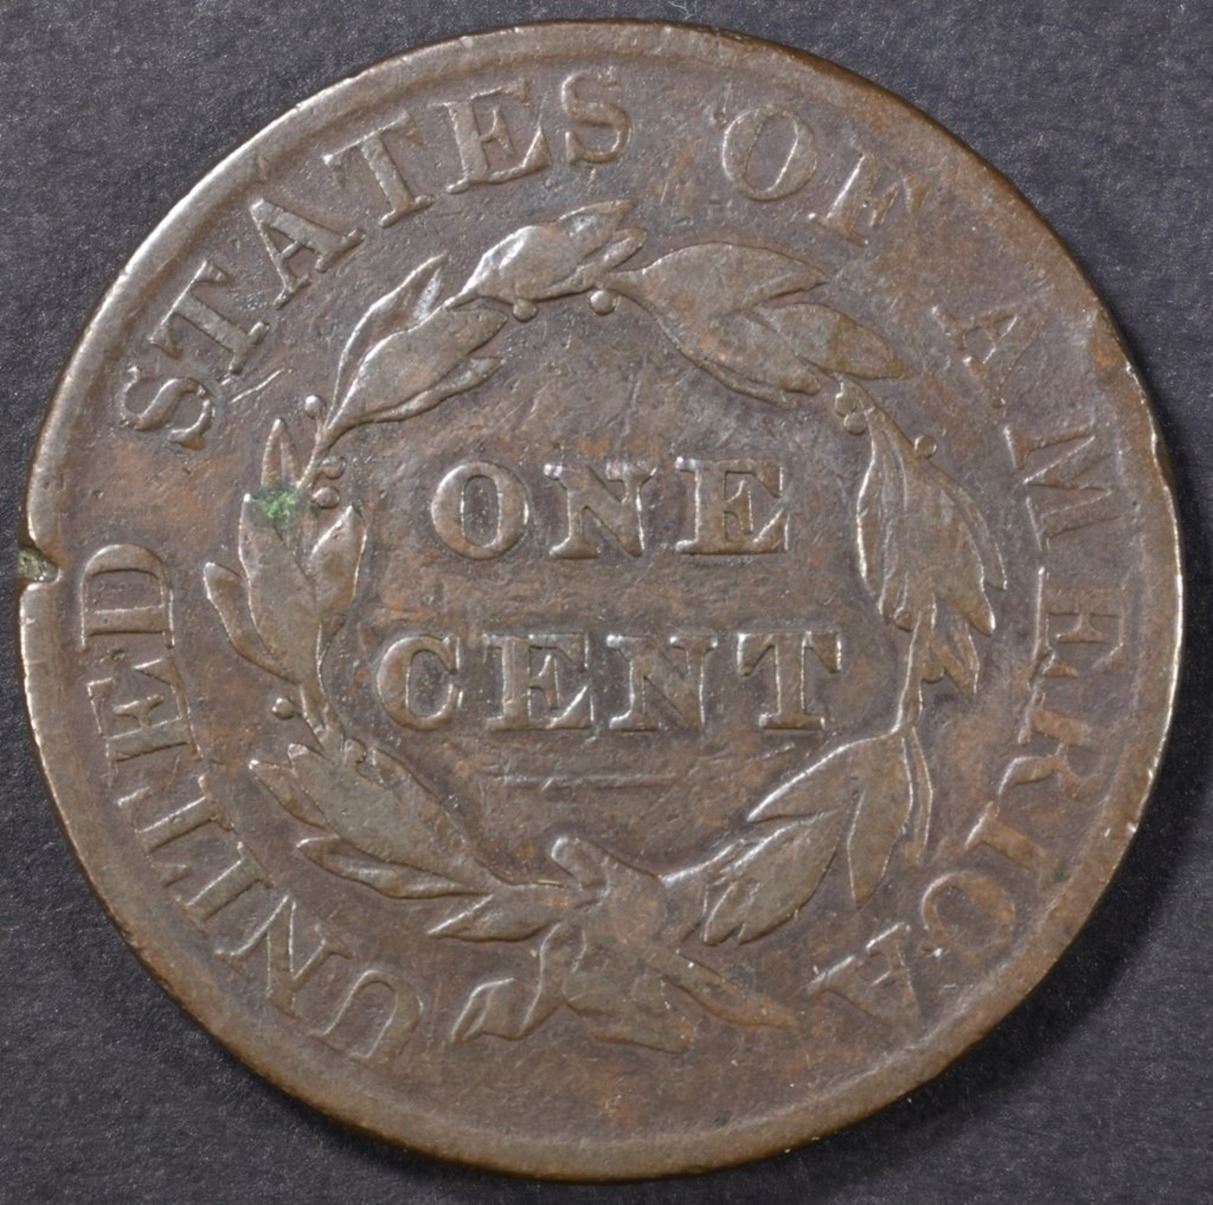 UNITED STATES OF AMERICA
ONE
CENT